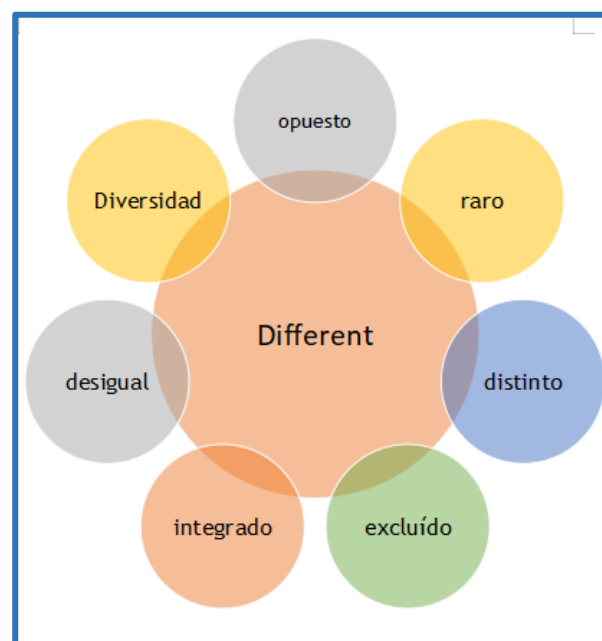 opuesto
Diversidad
raro
Different
desigual
distinto
integrado
excluído